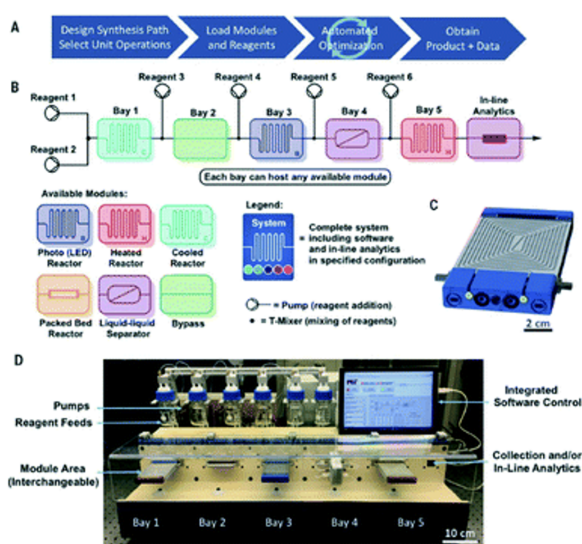 A
Design Synthesis Path
Select Unit Operations
Load Modules
and Reagents
Automated
Optimization
Obtain
Product + Data
B
Reagent 1
Reagent 2
Reagent 3
Reagent 4
Reagent 5
Reagent 6
Bay 1
Bay 2
Bay 3
Bay 4
Bay 5
In-line
Analytics
Each bay can host any available module
Available Modules:
Photo (LED)
Reactor
Heated
Reactor
Cooled
Reactor
Packed Bed
Reactor
Liquid-liquid
Separator
Bypass
Legend:
System
Complete system
= including software
and in-line analytics
in specified configuration
= Pump (reagent addition)
= T-Mixer (mixing of reagents)
C
2 cm
D
Pumps
Reagent Feeds
Module Area
(Interchangeable)
Integrated
Software Control
Collection and/or
In-Line Analytics
Bay 1
Bay 2
Bay 3
Bay 4
Bay 5
10 cm